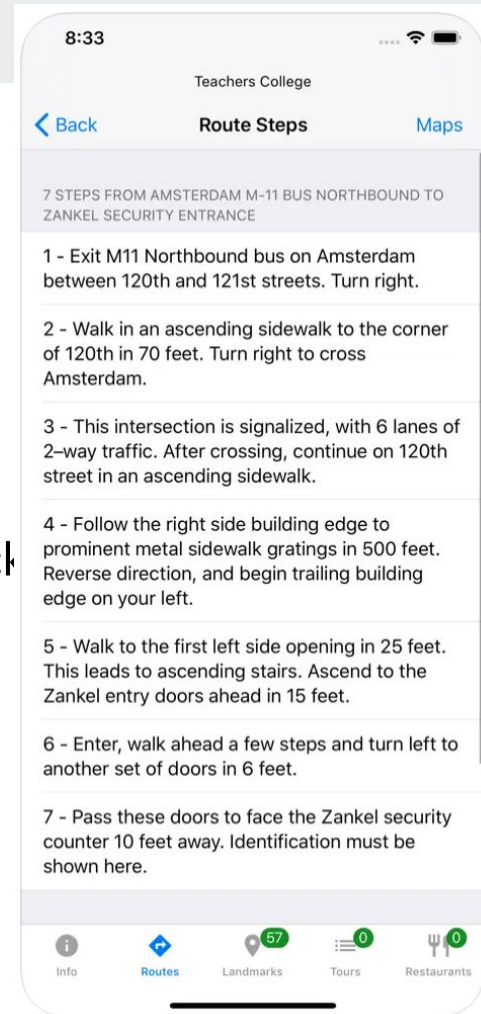 8:33
Teachers College
Back Route Steps Maps
7 STEPS FROM AMSTERDAM M-11 BUS NORTHBOUND TO
ZANKEL SECURITY ENTRANCE
1 - Exit M11 Northbound bus on Amsterdam
between 120th and 121st streets. Turn right.
2 - Walk in an ascending sidewalk to the corner
of 120th in 70 feet. Turn right to cross
Amsterdam.
3 - This intersection is signalized, with 6 lanes of
2–way traffic. After crossing, continue on 120th
street in an ascending sidewalk.
4 - Follow the right side building edge to
prominent metal sidewalk gratings in 500 feet.
Reverse direction, and begin trailing building
edge on your left.
5 - Walk to the first left side opening in 25 feet.
This leads to ascending stairs. Ascend to the
Zankel entry doors ahead in 15 feet.
6 - Enter, walk ahead a few steps and turn left to
another set of doors in 6 feet.
7 - Pass these doors to face the Zankel security
counter 10 feet away. Identification must be
shown here.
57 0 0
Info Routes Landmarks Tours Restaurants